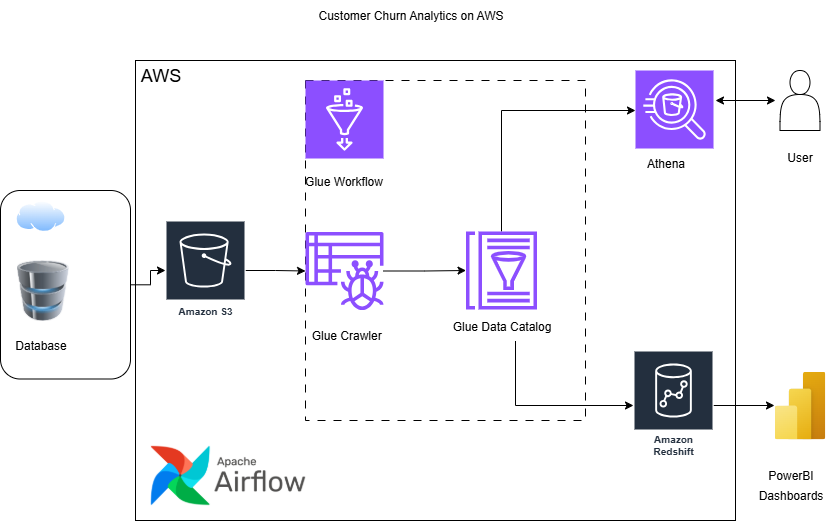 Customer Churn Analytics on AWS
AWS
Glue Workflow
Athena
User
Database
Amazon S3
Glue Crawler
Glue Data Catalog
Amazon
Redshift
PowerBI
Dashboards
Apache
Airflow